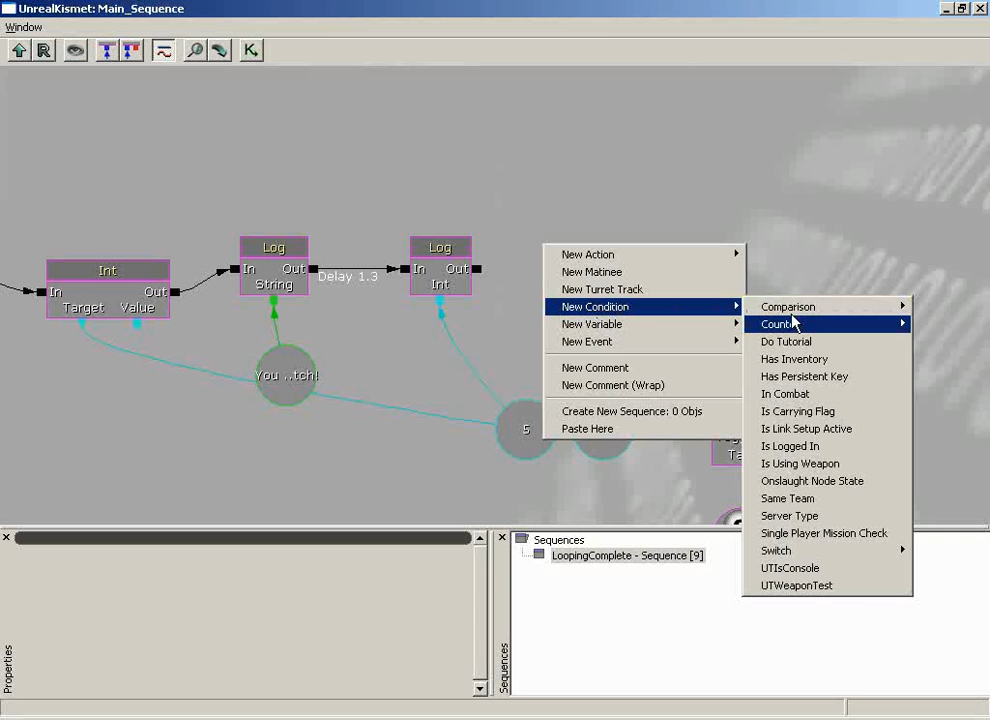 UnrealKismet: Main_Sequence
Window
R
K
Int
In Out
Target Value
Log
In Out
String
Delay 1.3
Log
In Out
Int
You ..tch!
5
New Action
New Matinee
New Turret Track
New Condition
New Variable
New Event
New Comment
New Comment (Wrap)
Create New Sequence: 0 Objs
Paste Here
Comparison
Do Tutorial
Has Inventory
Has Persistent Key
In Combat
Is Carrying Flag
Is Link Setup Active
Is Logged In
Is Using Weapon
Onslaught Node State
Same Team
Server Type
Single Player Mission Check
Switch
UTIsConsole
UTWeaponTest
Properties
Sequences
Sequences
LoopingComplete - Sequence [9]